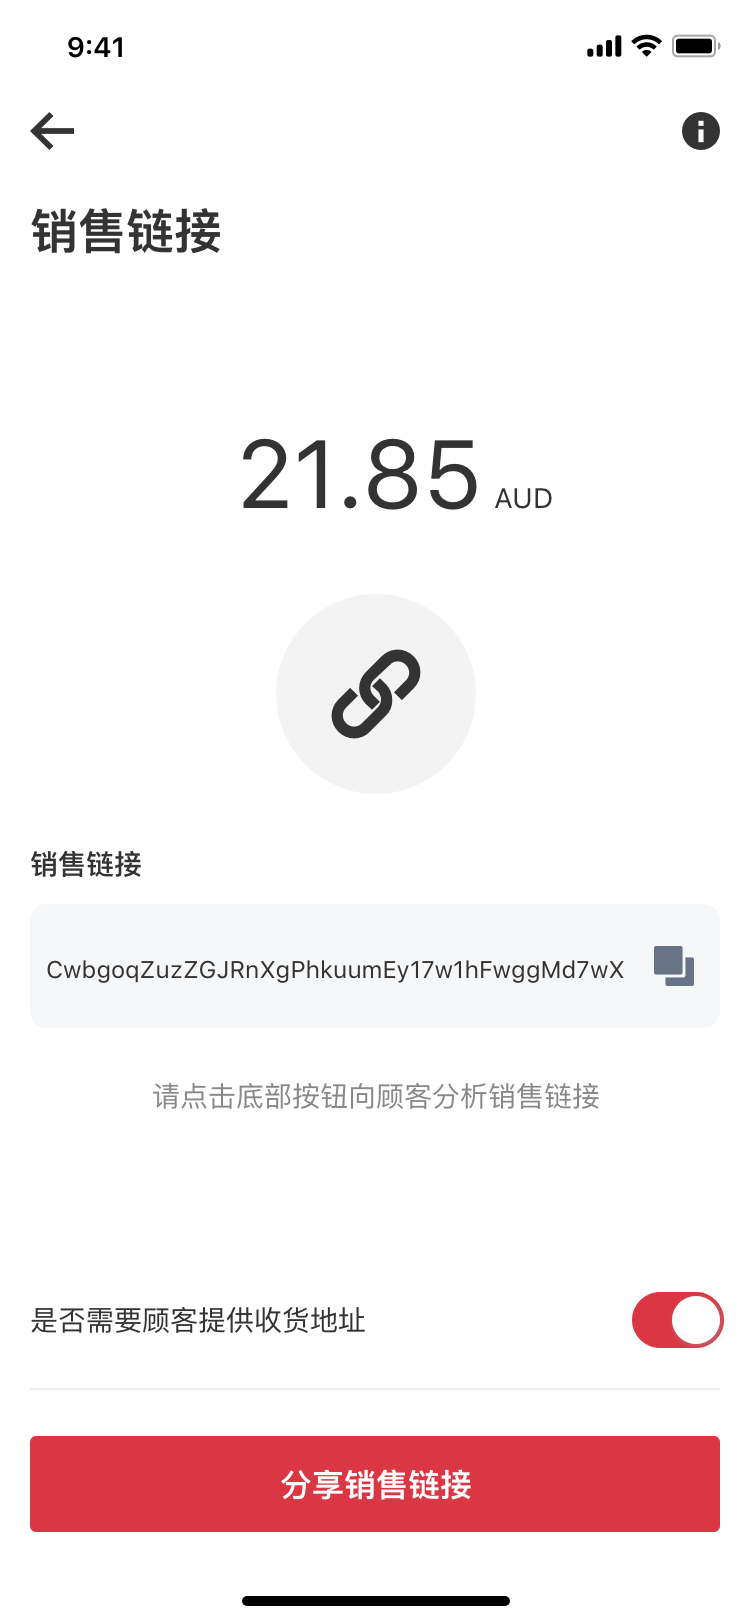 9:41
销售链接
21.85 AUD
销售链接
CwbgoqZuzZGJRnXgPhkuumEy17w1hFwggMd7wX
请点击底部按钮向顾客分析销售链接
是否需要顾客提供收货地址
分享销售链接